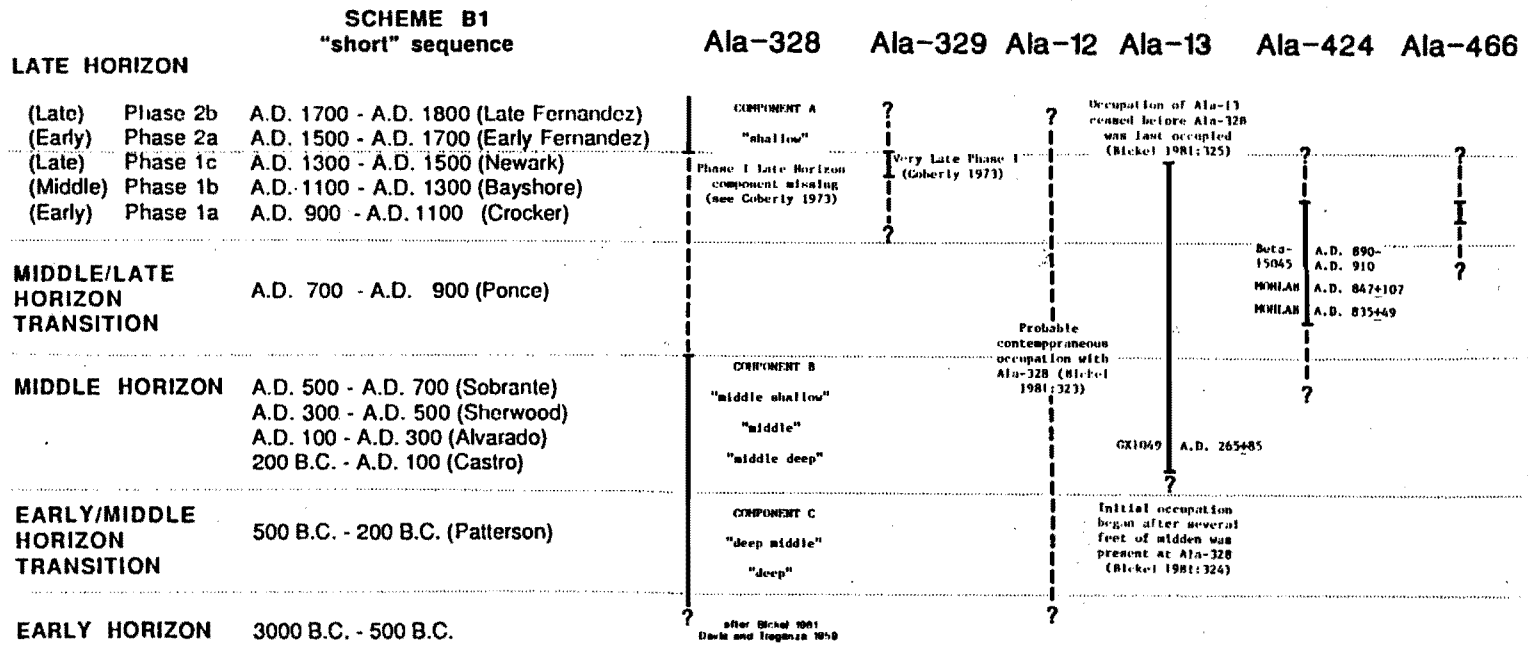 SCHEME B1
"short" sequence
Ala-328 Ala-329 Ala-12 Ala-13 Ala-424 Ala-466
LATE HORIZON
(Late) Phase 2b A.D. 1700 - A.D. 1800 (Late Fernandez)
(Early) Phase 2a A.D. 1500 - A.D. 1700 (Early Fernandez)
(Late) Phase 1c A.D. 1300 - A.D. 1500 (Newark)
(Middle) Phase 1b A.D. 1100 - A.D. 1300 (Bayshore)
(Early) Phase 1a A.D. 900 - A.D. 1100 (Crocker)
MIDDLE/LATE
HORIZON
TRANSITION
A.D. 700 - A.D. 900 (Ponce)
MIDDLE HORIZON A.D. 500 - A.D. 700 (Sobrante)
A.D. 300 - A.D. 500 (Sherwood)
A.D. 100 - A.D. 300 (Alvarado)
200 B.C. - A.D. 100 (Castro)
EARLY/MIDDLE
HORIZON
TRANSITION
500 B.C. - 200 B.C. (Patterson)
EARLY HORIZON 3000 B.C. - 500 B.C.
COMPONENT A
"shallow"
Phase I Late Horizon
component missing
(see Coberly 1973)
COMPONENT B
"middle shallow"
"middle"
"middle deep"
COMPONENT C
"deep middle"
"deep"
?
after Bickel 1981
Davis and Treganza 1959
?
Very Late Phase I
(Coberly 1973)
?
?
Probable
contemppraneous
occupation with
Ala-328 (Bickel
1981:323)
?
Occupation of Ala-13
ceased before Ala-328
was last occupied
(Bickel 1981:325)
GX1049 A.D. 265±85
?
Initial occupation
began after several
feet of midden was
present at Ala-328
(Bickel 1981:324)
?
Beta-
15045
A.D. 890-
A.D. 910
MOHLAB A.D. 847±107
MOHLAB A.D. 835±49
?
?
?